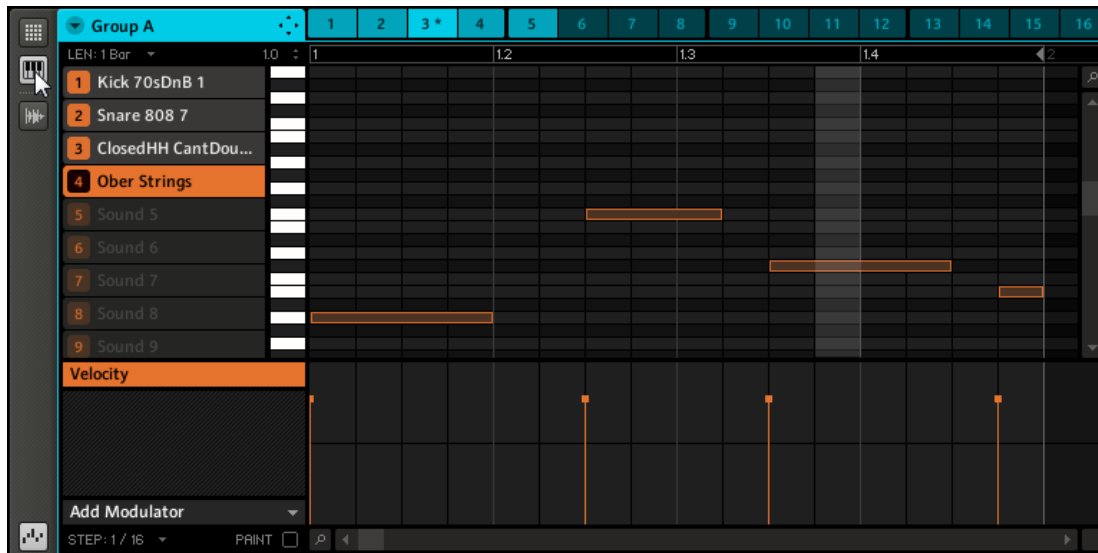 Group A 1 2 3 * 4 5 6 7 8 9 10 11 12 13 14 15 16
LEN: 1 Bar 1.0 1 1.2 1.3 1.4 2
1 Kick 70sDnB 1
2 Snare 808 7
3 ClosedHH CantDou...
4 Ober Strings
5 Sound 5
6 Sound 6
7 Sound 7
8 Sound 8
9 Sound 9
Velocity
Add Modulator
STEP: 1 / 16 PAINT